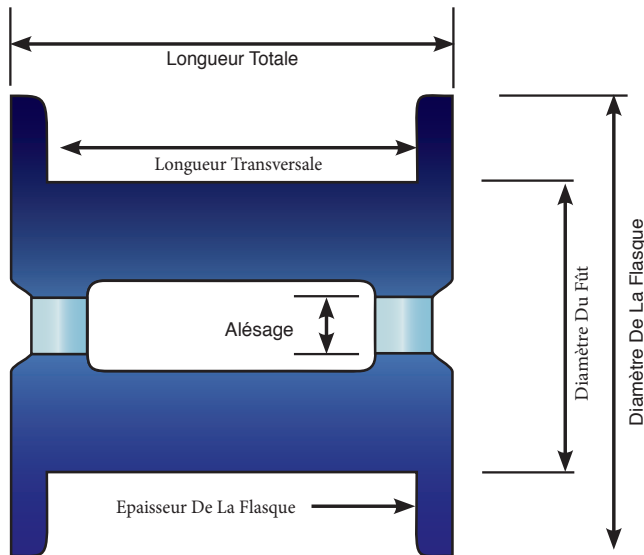 Longueur Totale
Longueur Transversale
Alésage
Diamètre Du Fût
Diamètre De La Flasque
Epaisseur De La Flasque